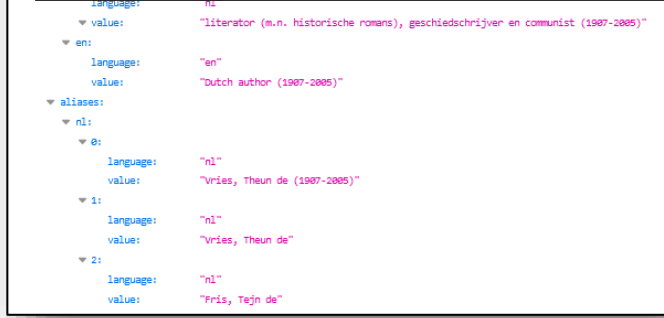 language: "nl"
value: "literator (m.n. historische romans), geschiedschrijver en communist (1907-2005)"
en:
language: "en"
value: "Dutch author (1907-2005)"
aliases:
nl:
0:
language: "nl"
value: "Vries, Theun de (1907-2005)"
1:
language: "nl"
value: "Vries, Theun de"
2:
language: "nl"
value: "Fris, Tejn de"